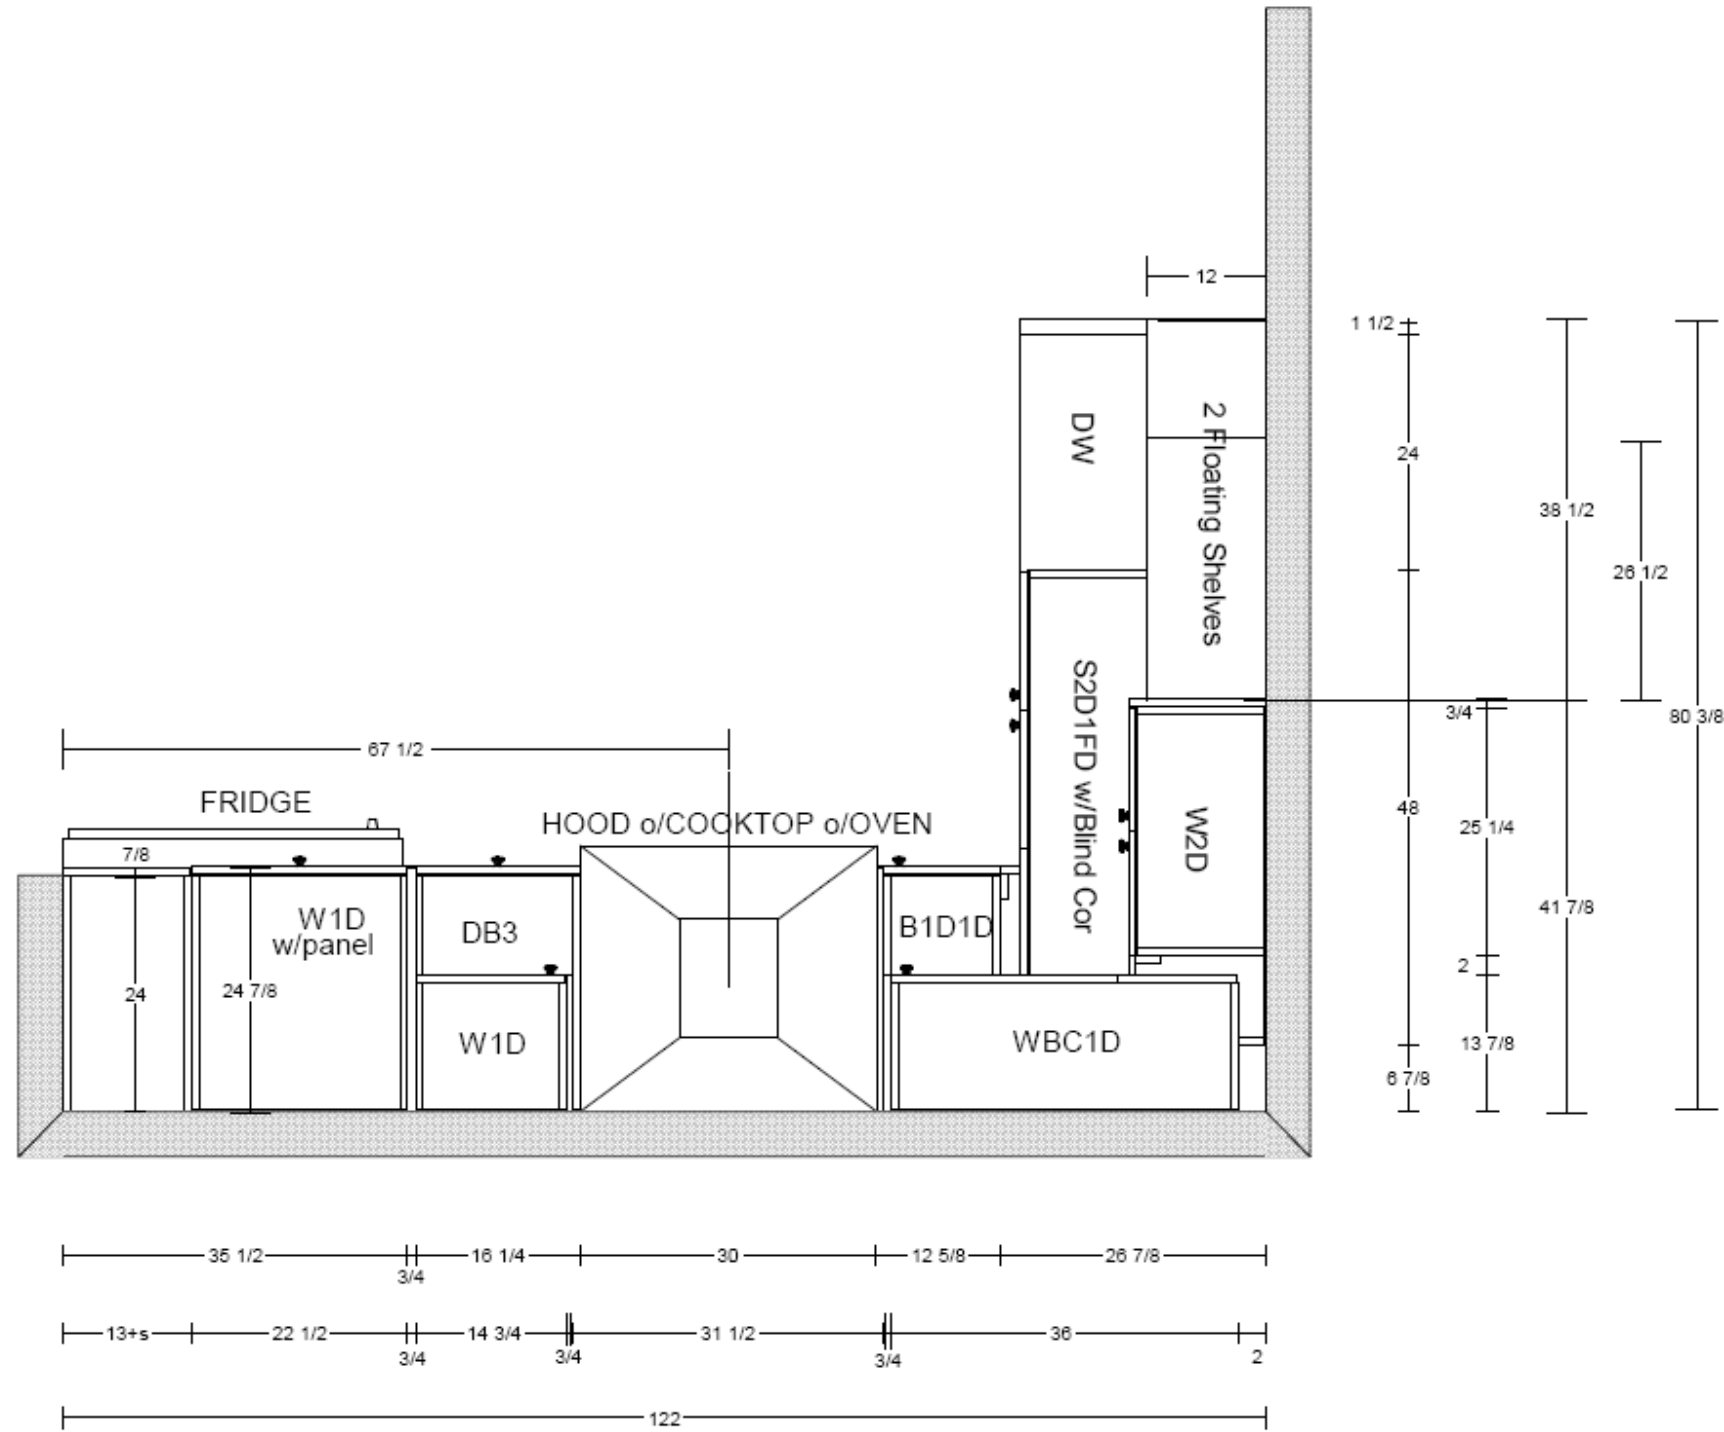 12
1 1/2
DW
2 Floating Shelves
24
38 1/2
26 1/2
S2D1FD w/Blind Cor
3/4
80 3/8
67 1/2
FRIDGE
HOOD o/COOKTOP o/OVEN
48
25 1/4
W2D
7/8
W1D
w/panel
DB3
B1D1D
41 7/8
2
24
24 7/8
W1D
WBC1D
13 7/8
6 7/8
35 1/2
3/4
16 1/4
30
12 5/8
26 7/8
13+s
22 1/2
3/4
14 3/4
3/4
31 1/2
3/4
36
2
122